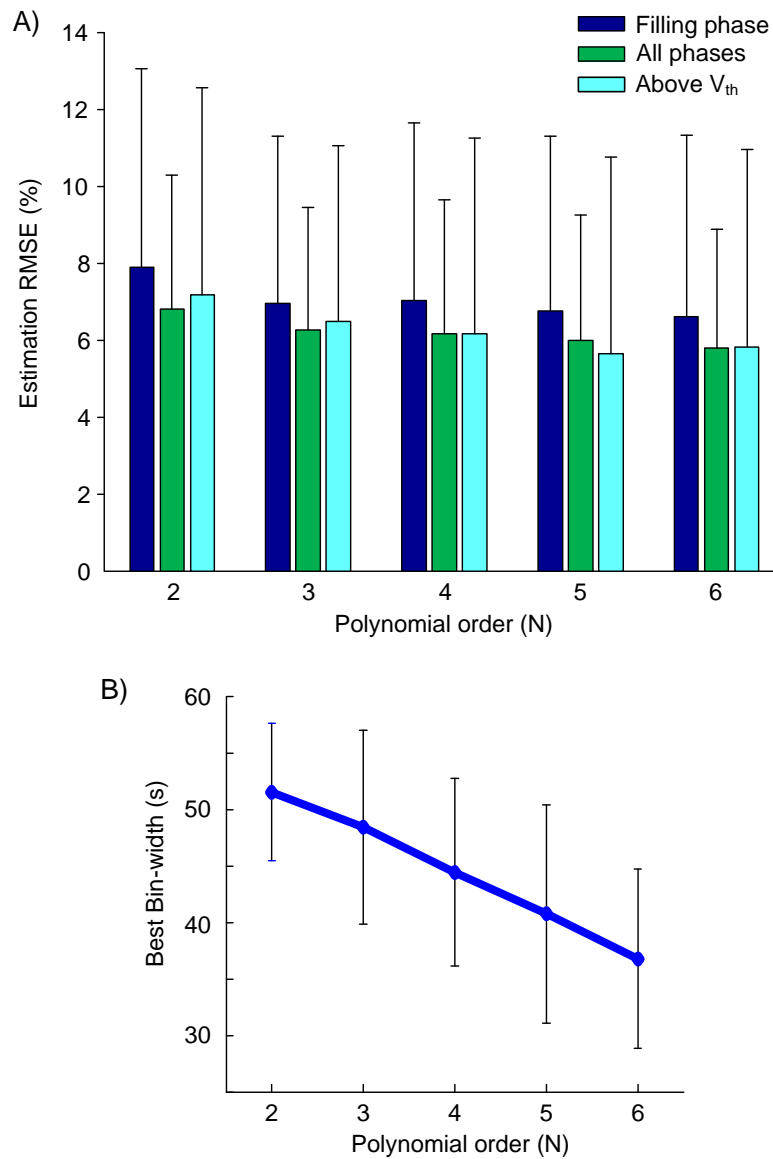 A)
Filling phase
All phases
Above Vth
14
12
10
8
6
4
2
0
Estimation RMSE (%)
2 3 4 5 6
Polynomial order (N)
B)
60
50
40
30
Best Bin-width (s)
2 3 4 5 6
Polynomial order (N)